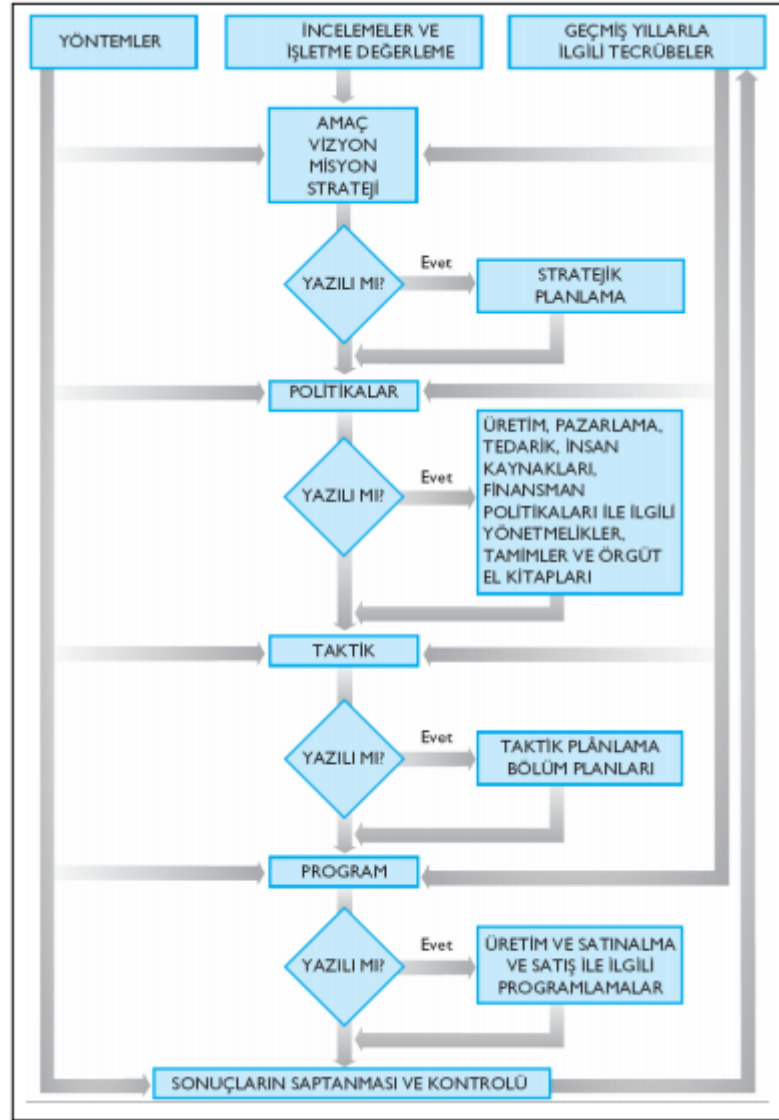 YÖNTEMLER
İNCELEMELER VE
İŞLETME DEĞERLEME
GEÇMİŞ YILLARLA
İLGİLİ TECRÜBELER
AMAÇ
VİZYON
MİSYON
STRATEJİ
YAZILI MI?
Evet
STRATEJİK
PLANLAMA
POLİTİKALAR
YAZILI MI?
Evet
ÜRETİM, PAZARLAMA,
TEDARİK, İNSAN
KAYNAKLARI,
FİNANSMAN
POLİTİKALARI İLE İLGİLİ
YÖNETMELİKLER,
TAMİMLER VE ÖRGÜT
EL KİTAPLARI
TAKTİK
YAZILI MI?
Evet
TAKTİK PLÂNLAMA
BÖLÜM PLANLARI
PROGRAM
YAZILI MI?
Evet
ÜRETİM VE SATINALMA
VE SATIŞ İLE İLGİLİ
PROGRAMLAMALAR
SONUÇLARIN SAPTANMASI VE KONTROLÜ